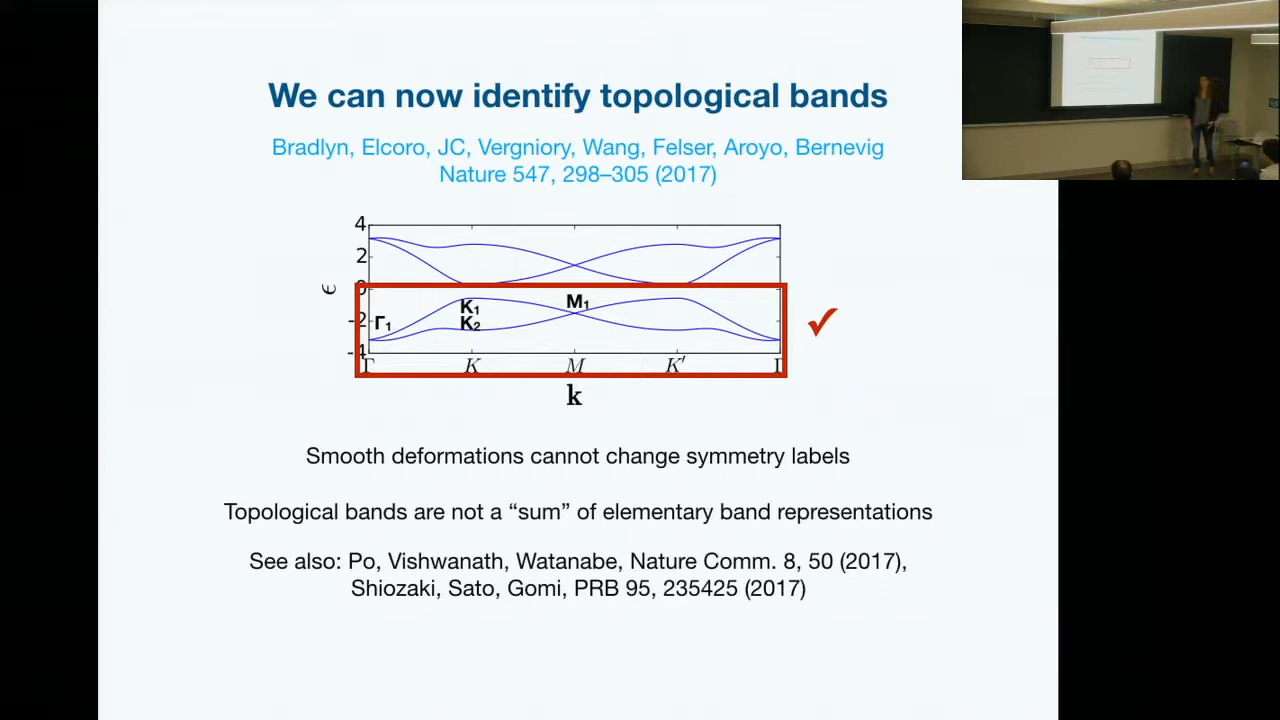 We can now identify topological bands
Bradlyn, Elcoro, JC, Vergniory, Wang, Felser, Aroyo, Bernevig
Nature 547, 298–305 (2017)
4
2
0
-2
-4
ϵ
Γ₁
K₁
K₂
M₁
Γ K M K′ Γ
k
✓
Smooth deformations cannot change symmetry labels
Topological bands are not a “sum” of elementary band representations
See also: Po, Vishwanath, Watanabe, Nature Comm. 8, 50 (2017),
Shiozaki, Sato, Gomi, PRB 95, 235425 (2017)